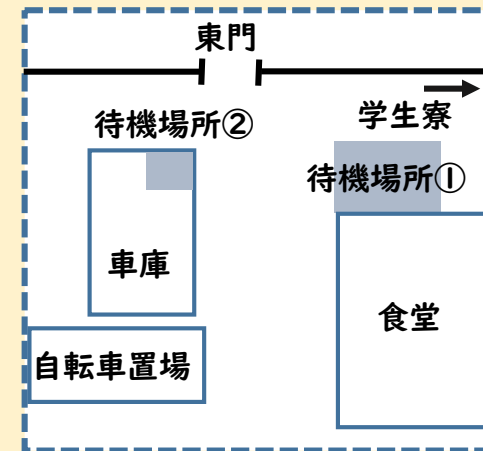 東門
学生寮
待機場所②
待機場所①
車庫
食堂
自転車置場